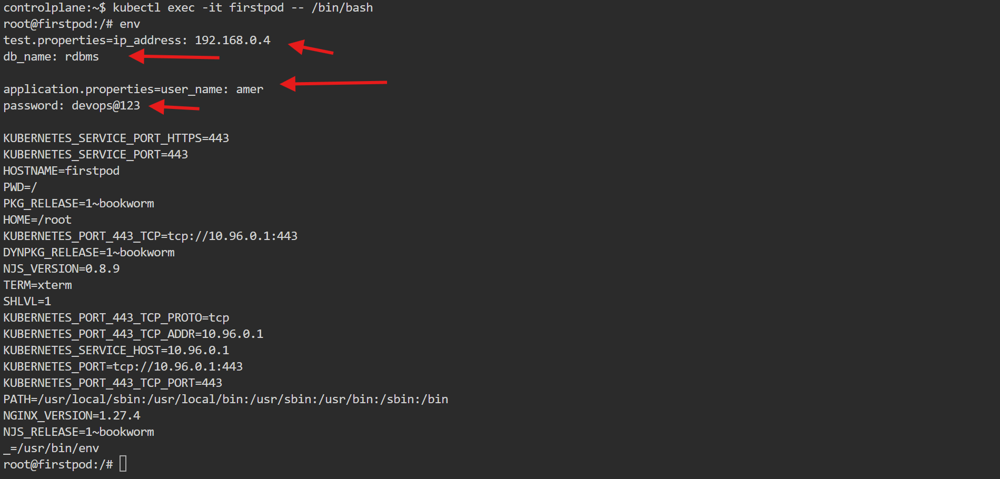 controlplane:~$ kubectl exec -it firstpod -- /bin/bash
root@firstpod:/# env
test.properties=ip_address: 192.168.0.4
db_name: rdbms
application.properties=user_name: amer
password: devops@123
KUBERNETES_SERVICE_PORT_HTTPS=443
KUBERNETES_SERVICE_PORT=443
HOSTNAME=firstpod
PWD=/
PKG_RELEASE=1~bookworm
HOME=/root
KUBERNETES_PORT_443_TCP=tcp://10.96.0.1:443
DYNPKG_RELEASE=1~bookworm
NJS_VERSION=0.8.9
TERM=xterm
SHLVL=1
KUBERNETES_PORT_443_TCP_PROTO=tcp
KUBERNETES_PORT_443_TCP_ADDR=10.96.0.1
KUBERNETES_SERVICE_HOST=10.96.0.1
KUBERNETES_PORT=tcp://10.96.0.1:443
KUBERNETES_PORT_443_TCP_PORT=443
PATH=/usr/local/sbin:/usr/local/bin:/usr/sbin:/usr/bin:/sbin:/bin
NGINX_VERSION=1.27.4
NJS_RELEASE=1~bookworm
_=/usr/bin/env
root@firstpod:/#